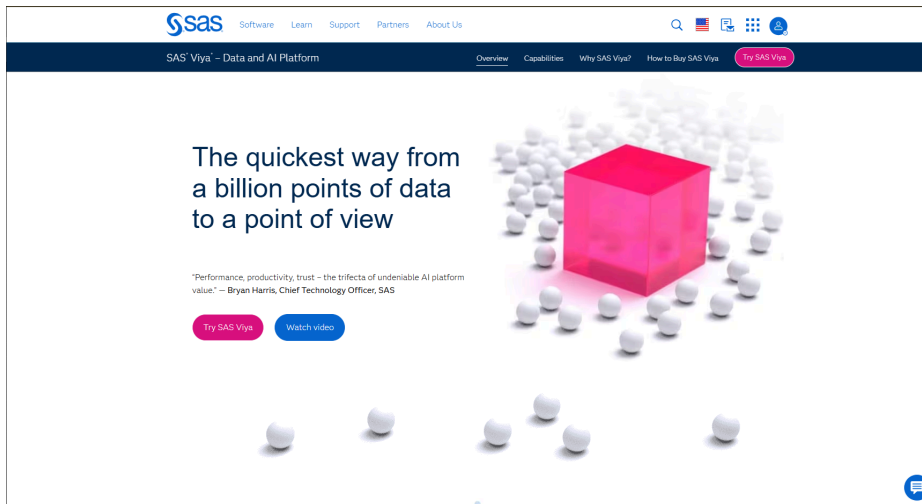 sas
Software Learn Support Partners About Us
SAS® Viya® – Data and AI Platform
Overview Capabilities Why SAS Viya? How to Buy SAS Viya Try SAS Viya
The quickest way from
a billion points of data
to a point of view
"Performance, productivity, trust – the trifecta of undeniable AI platform
value." — Bryan Harris, Chief Technology Officer, SAS
Try SAS Viya Watch video